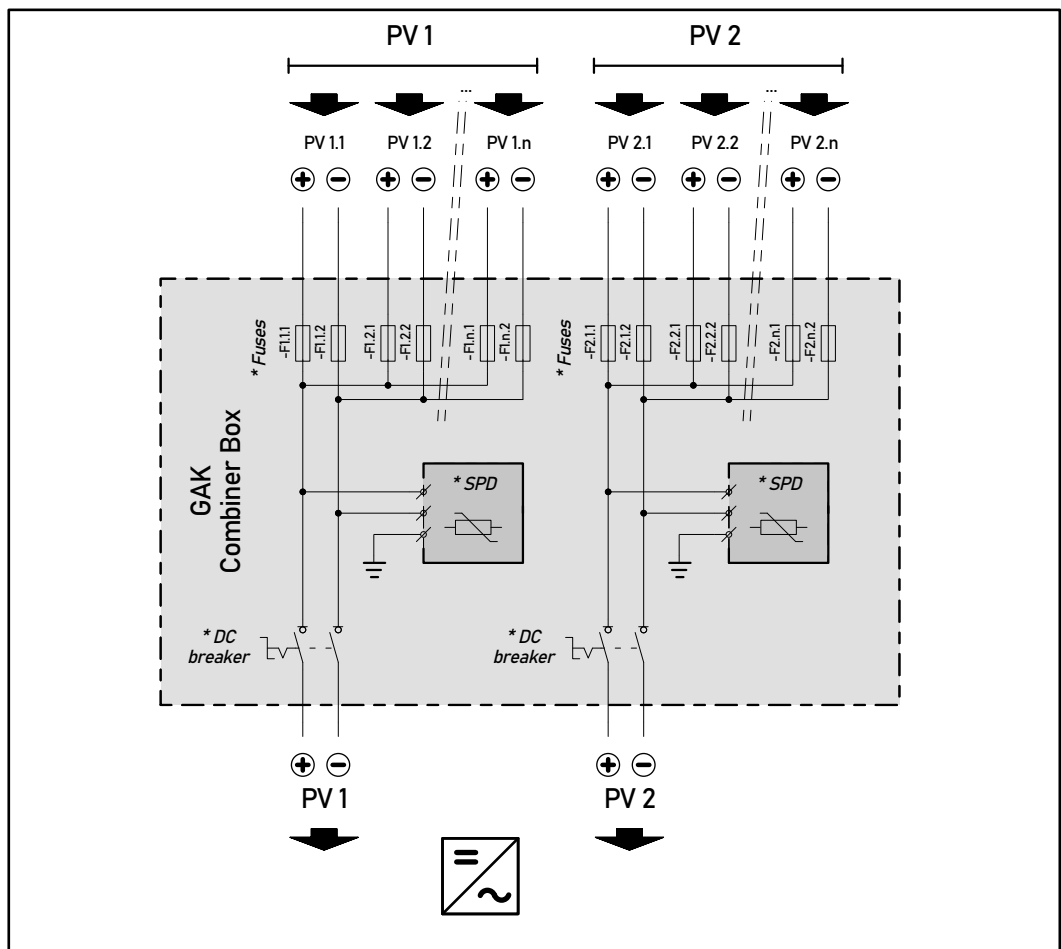 PV 1 PV 2
... ...
PV 1.1 PV 1.2 PV 1.n PV 2.1 PV 2.2 PV 2.n
+ − + − + − + − + − + −
* Fuses -F1.1.1 -F1.1.2 -F1.2.1 -F1.2.2 -F1.n.1 -F1.n.2 * Fuses -F2.1.1 -F2.1.2 -F2.2.1 -F2.2.2 -F2.n.1 -F2.n.2
GAK
Combiner Box
* SPD * SPD
* DC
breaker
* DC
breaker
+ − + −
PV 1 PV 2